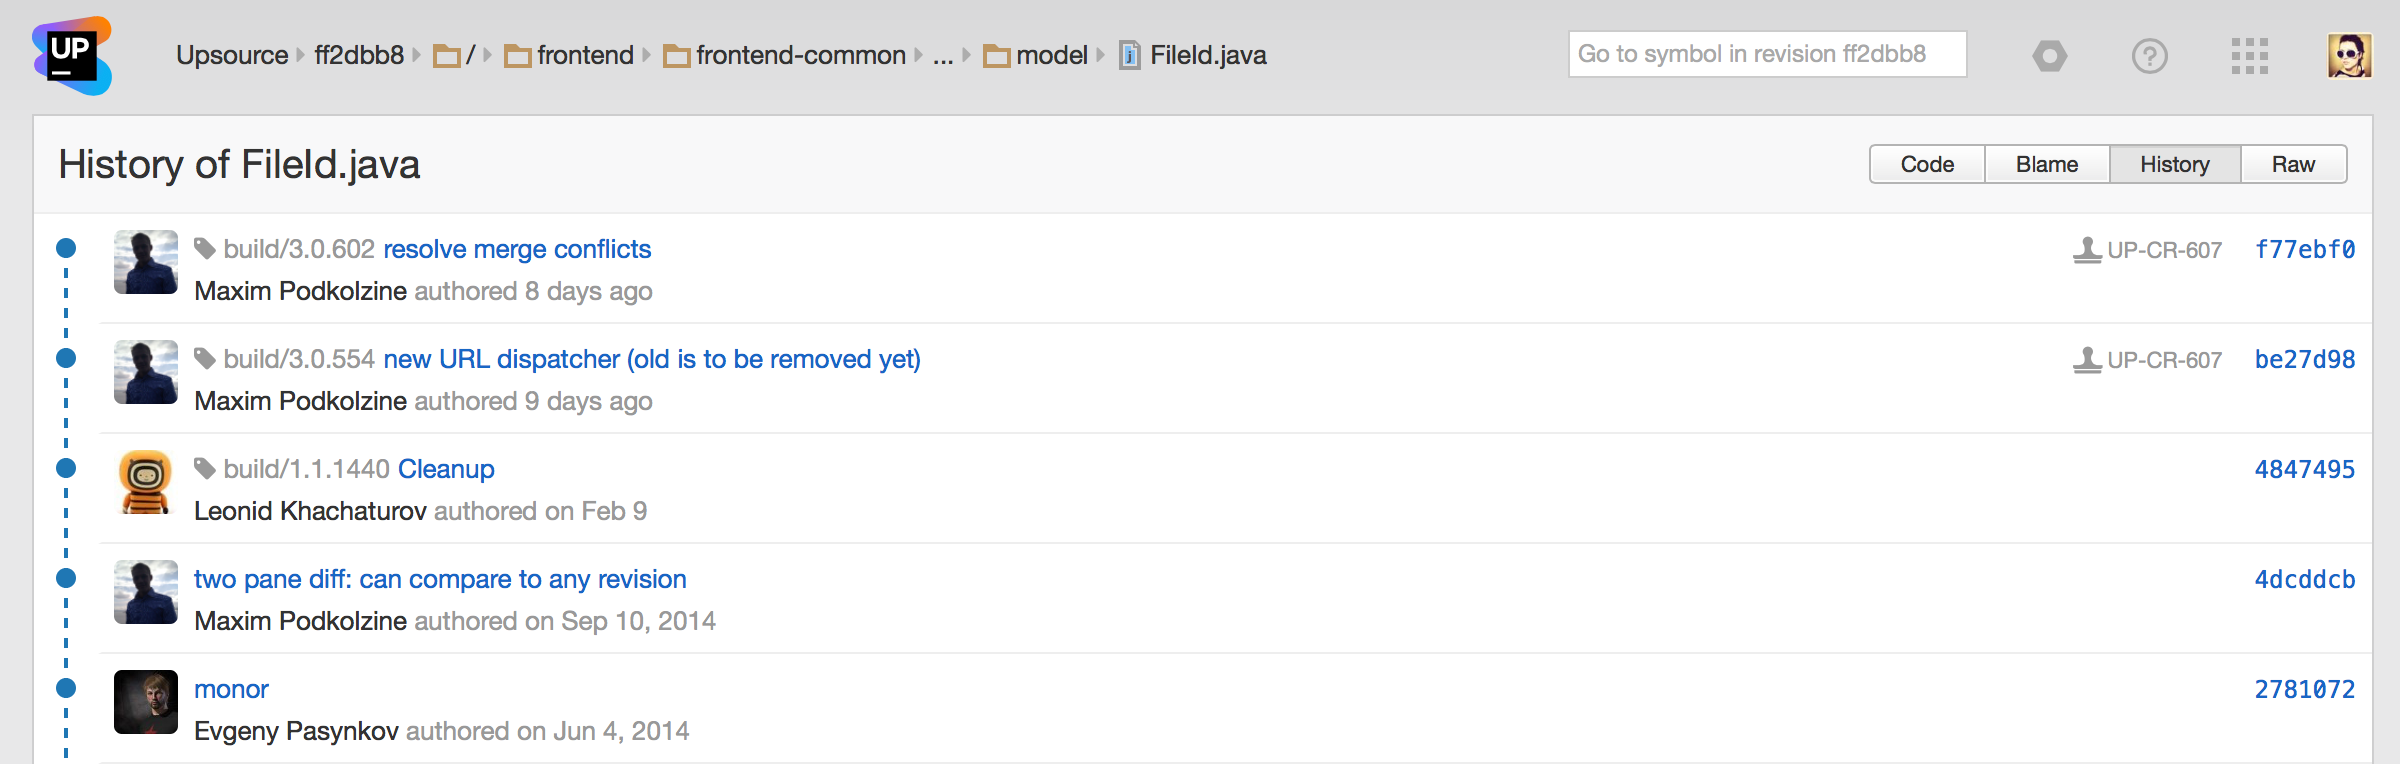 UP
Upsource ff2dbb8 / frontend frontend-common ... model FileId.java
Go to symbol in revision ff2dbb8
History of FileId.java
Code Blame History Raw
build/3.0.602 resolve merge conflicts UP-CR-607 f77ebf0
Maxim Podkolzine authored 8 days ago
build/3.0.554 new URL dispatcher (old is to be removed yet) UP-CR-607 be27d98
Maxim Podkolzine authored 9 days ago
build/1.1.1440 Cleanup 4847495
Leonid Khachaturov authored on Feb 9
two pane diff: can compare to any revision 4dcddcb
Maxim Podkolzine authored on Sep 10, 2014
monor 2781072
Evgeny Pasynkov authored on Jun 4, 2014